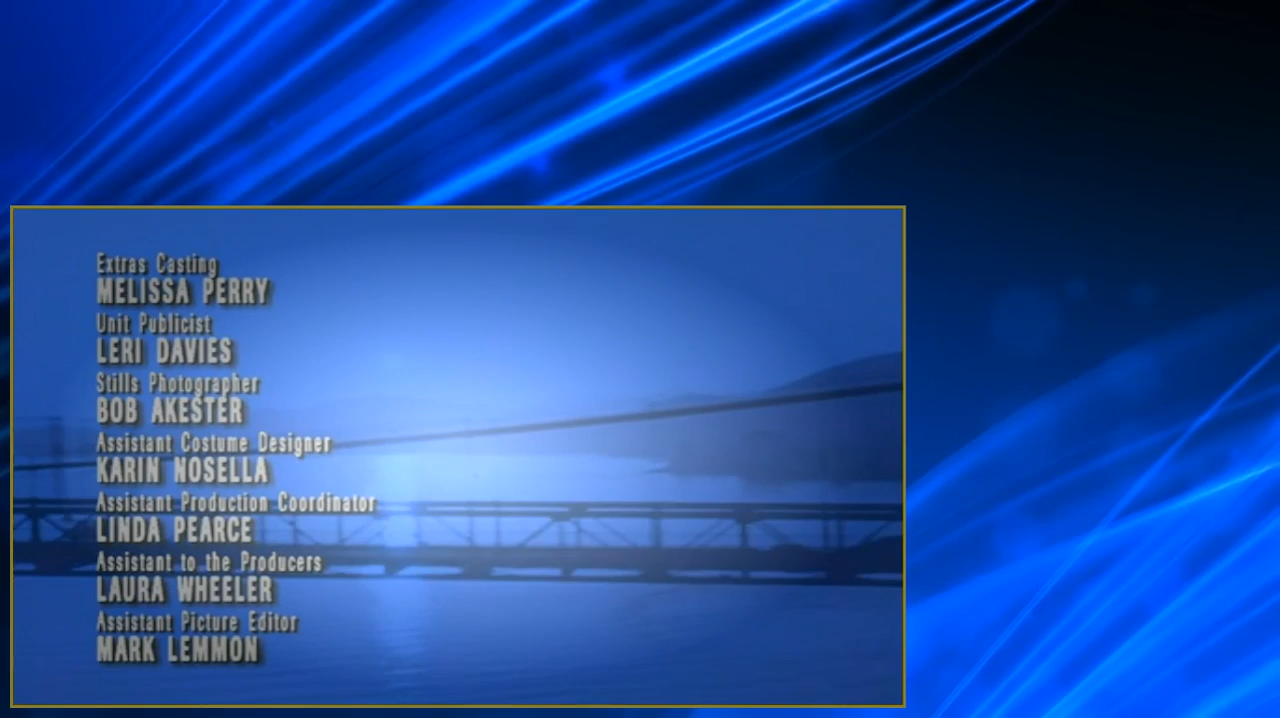 Extras Casting
MELISSA PERRY
Unit Publicist
LERI DAVIES
Stills Photographer
BOB AKESTER
Assistant Costume Designer
KARIN NOSELLA
Assistant Production Coordinator
LINDA PEARCE
Assistant to the Producers
LAURA WHEELER
Assistant Picture Editor
MARK LEMMON